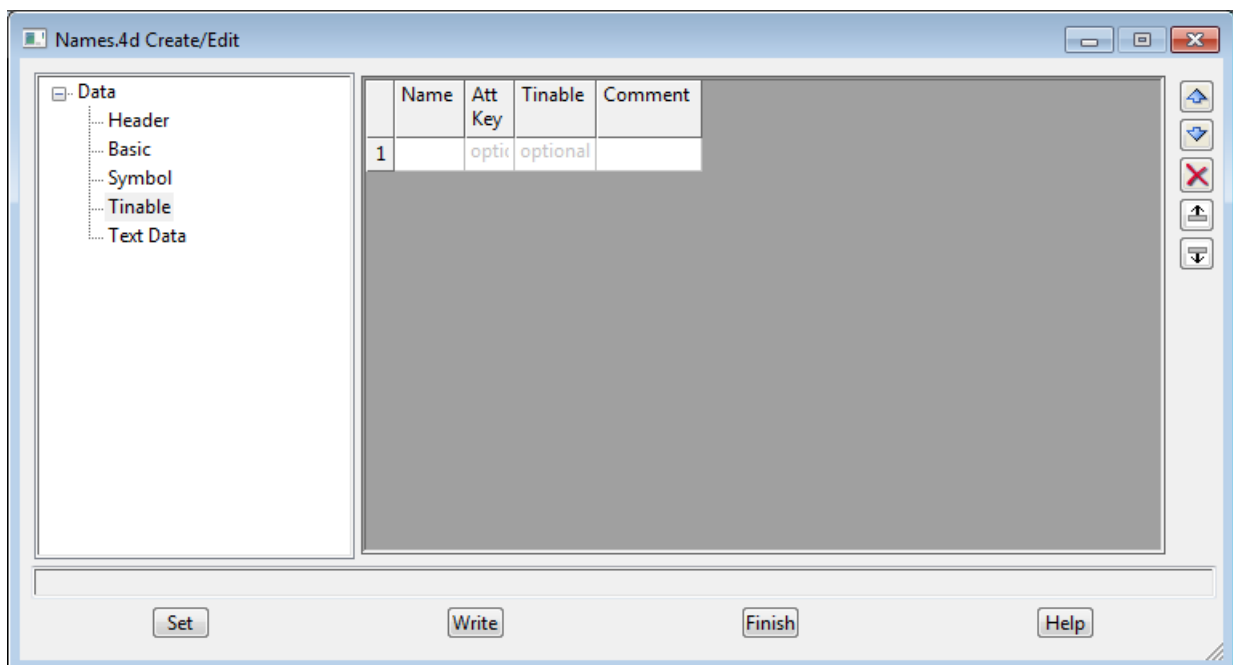 Names.4d Create/Edit
Data
Header
Basic
Symbol
Tinable
Text Data
Name Att Key Tinable Comment
1 optic optional
Set Write Finish Help